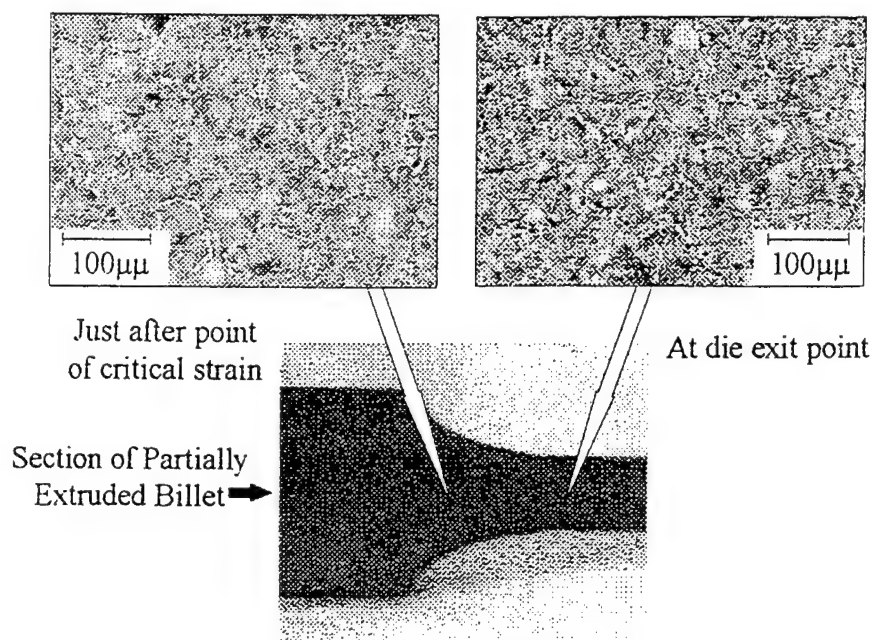 100μμ
100μμ
Just after point
of critical strain
At die exit point
Section of Partially
Extruded Billet